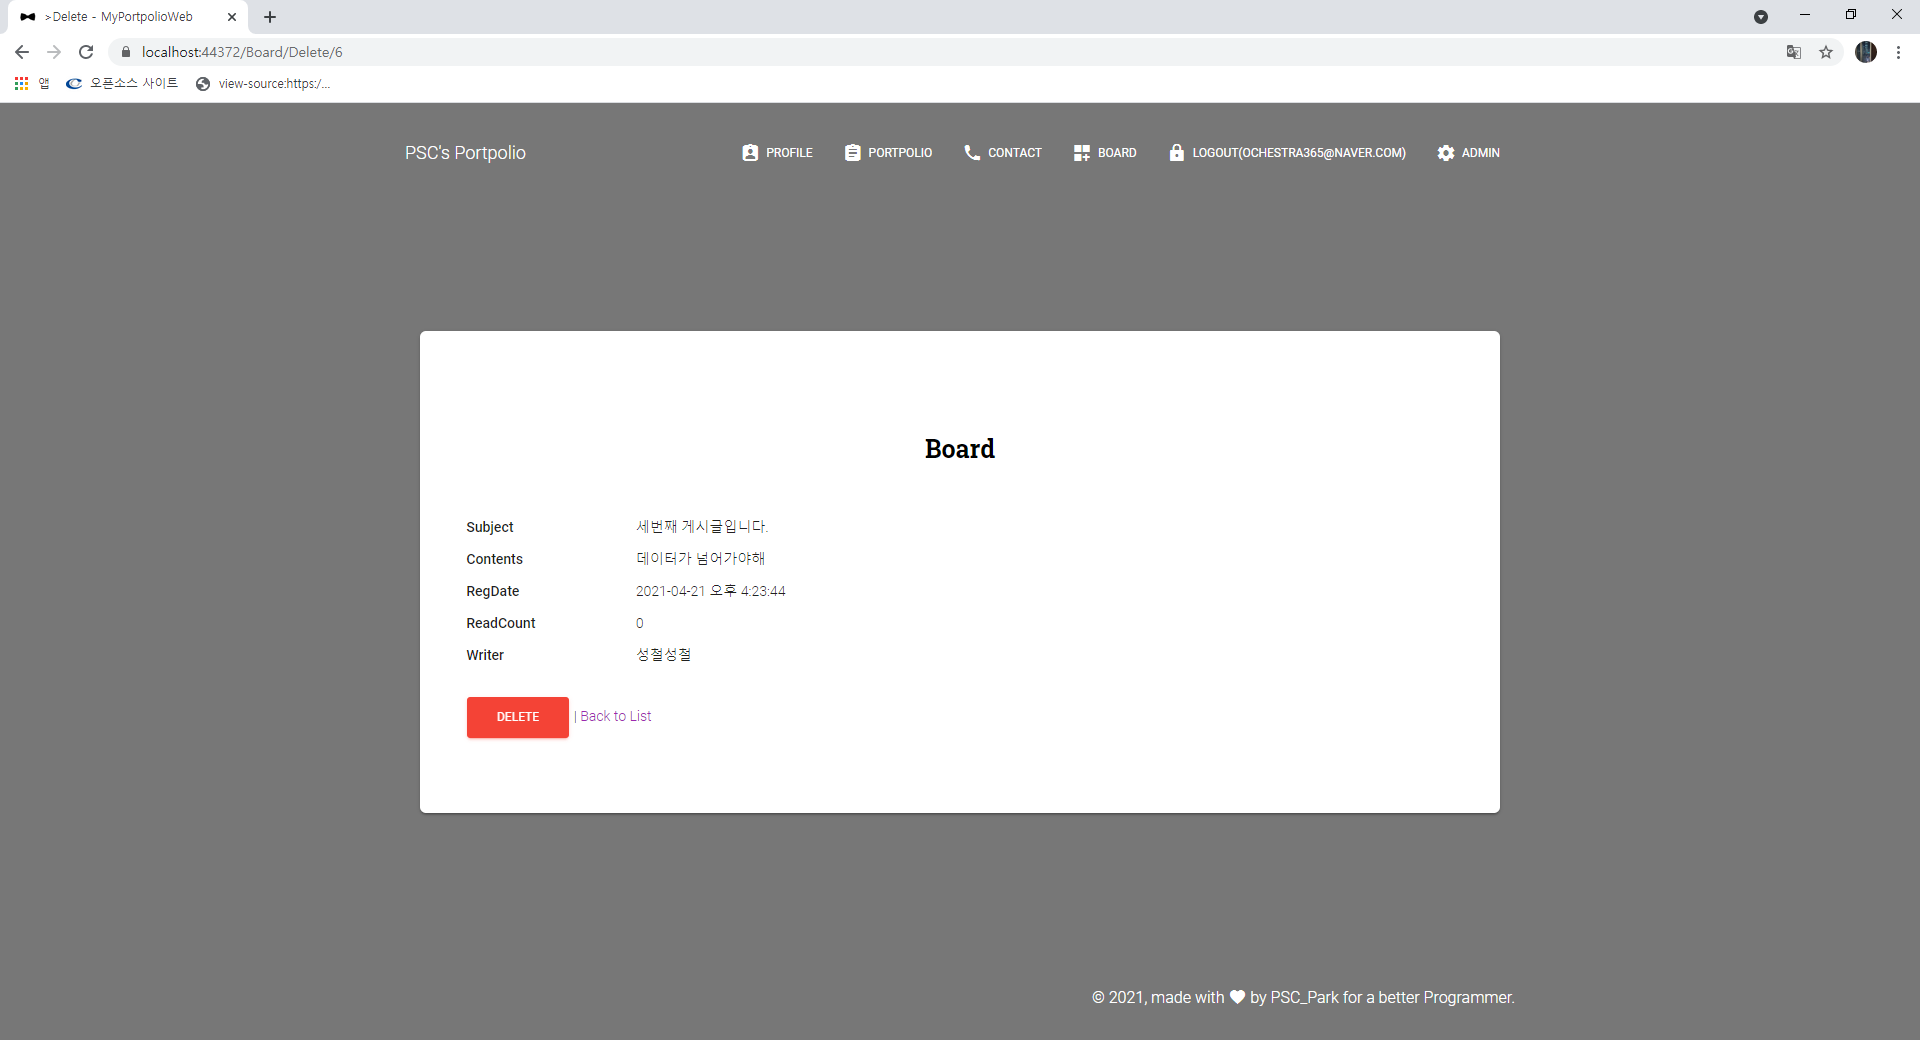 >Delete - MyPortpolioWeb
localhost:44372/Board/Delete/6
앱 오픈소스 사이트 view-source:https:/...
PSC's Portpolio PROFILE PORTPOLIO CONTACT BOARD LOGOUT(OCHESTRA365@NAVER.COM) ADMIN
Board
Subject 세번째 게시글입니다.
Contents 데이터가 넘어가야해
RegDate 2021-04-21 오후 4:23:44
ReadCount 0
Writer 성철성철
DELETE | Back to List
© 2021, made with ♥ by PSC_Park for a better Programmer.